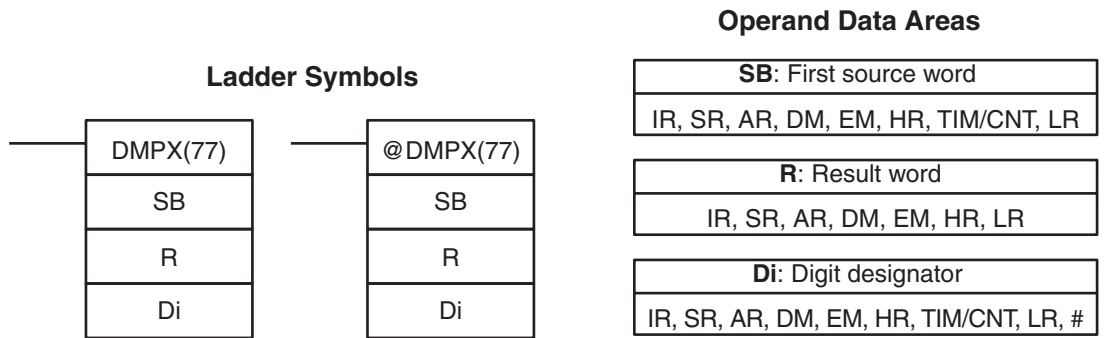 Ladder Symbols
DMPX(77)
SB
R
Di
@DMPX(77)
SB
R
Di
Operand Data Areas
SB: First source word
IR, SR, AR, DM, EM, HR, TIM/CNT, LR
R: Result word
IR, SR, AR, DM, EM, HR, LR
Di: Digit designator
IR, SR, AR, DM, EM, HR, TIM/CNT, LR, #